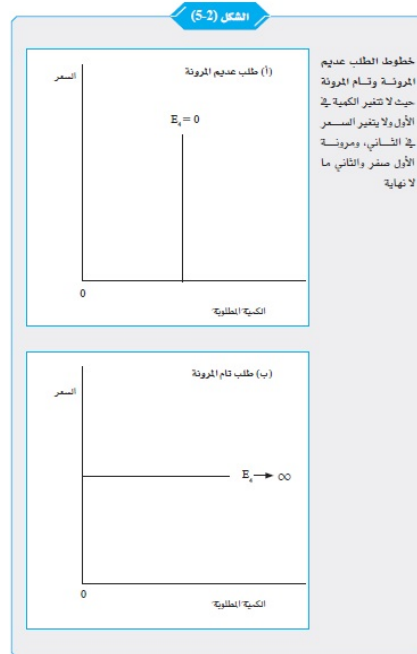 الشكل (2-5)
خطوط الطلب عديم
المرونة وتام المرونة
حيث لا تتغير الكمية في
الأول ولا يتغير السعر
في الثاني، ومرونة
الأول صفر والثاني ما
لا نهاية
(أ) طلب عديم المرونة
السعر
E_d = 0
0
الكمية المطلوبة
(ب) طلب تام المرونة
السعر
E_d → ∞
0
الكمية المطلوبة